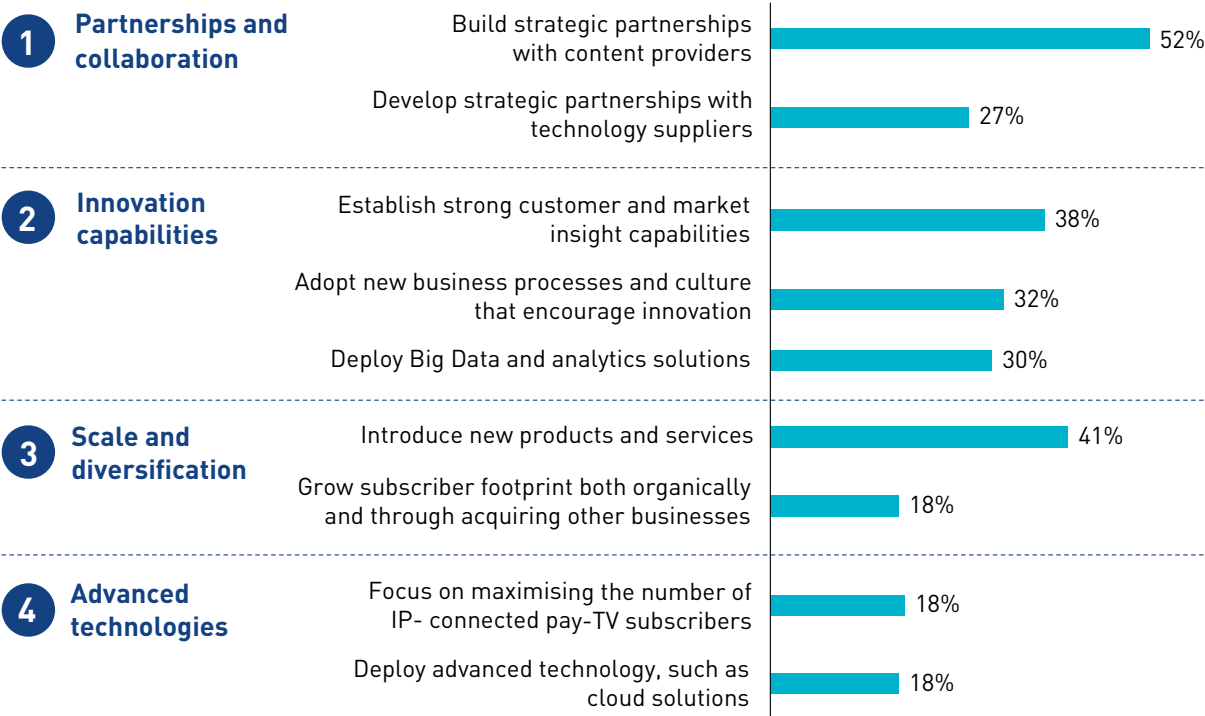 1
Partnerships and
collaboration
Build strategic partnerships
with content providers
52%
Develop strategic partnerships with
technology suppliers
27%
2
Innovation
capabilities
Establish strong customer and market
insight capabilities
38%
Adopt new business processes and culture
that encourage innovation
32%
Deploy Big Data and analytics solutions
30%
3
Scale and
diversification
Introduce new products and services
41%
Grow subscriber footprint both organically
and through acquiring other businesses
18%
4
Advanced
technologies
Focus on maximising the number of
IP- connected pay-TV subscribers
18%
Deploy advanced technology, such as
cloud solutions
18%